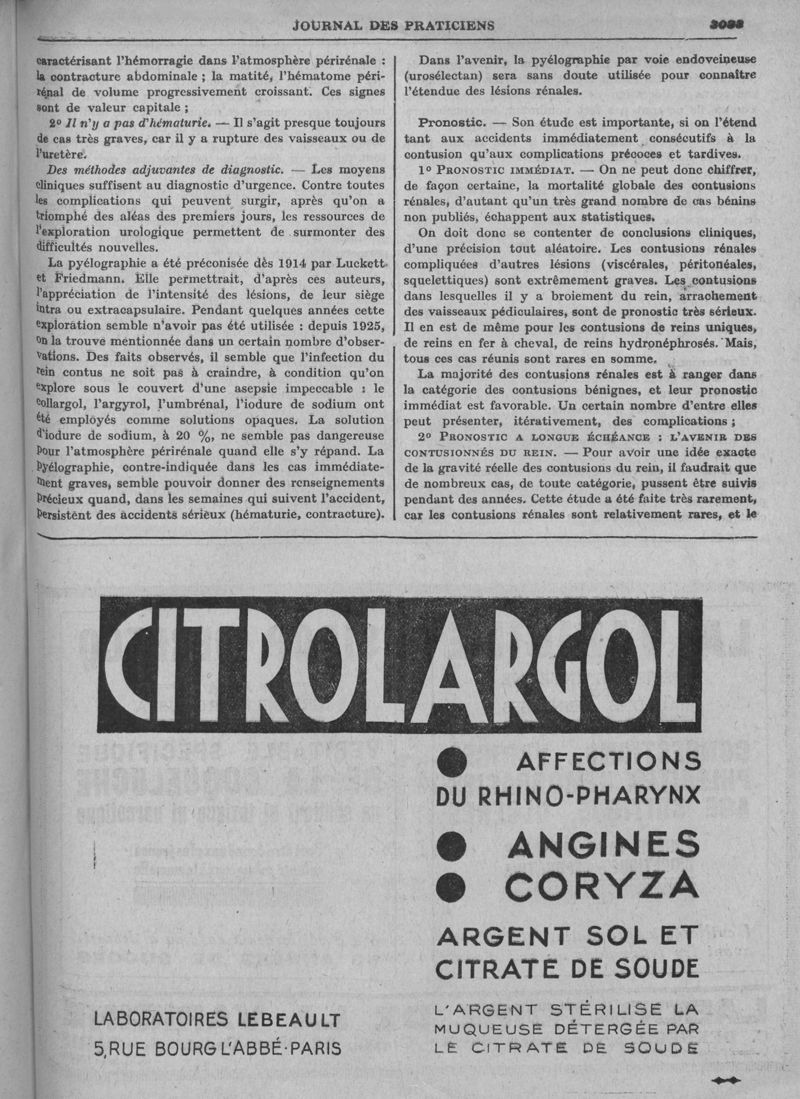 JOURNAL DES PRATICIENS
caractérisant l'hémorragie dans l'atmosphère périrénale :
la contracture abdominale ; la matité, l'hématome péri-
rénal de volume progressivement croissant. Ces signes
sont de valeur capitale ;
2º Il n'y a pas d'hématurie. — Il s'agit presque toujours
de cas très graves, car il y a rupture des vaisseaux ou de
l'uretère.
Des méthodes adjuvantes de diagnostic. — Les moyens
cliniques suffisent au diagnostic d'urgence. Contre toutes
les complications qui peuvent surgir, après qu'on a
triomphé des aléas des premiers jours, les ressources de
l'exploration urologique permettent de surmonter des
difficultés nouvelles.
La pyélographie a été préconisée dès 1914 par Luckett
et Friedmann. Elle permettrait, d'après ces auteurs,
l'appréciation de l'intensité des lésions, de leur siège
intra ou extracapsulaire. Pendant quelques années cette
exploration semble n'avoir pas été utilisée : depuis 1925,
on la trouve mentionnée dans un certain nombre d'obser-
vations. Des faits observés, il semble que l'infection du
rein contus ne soit pas à craindre, à condition qu'on
explore sous le couvert d'une asepsie impeccable : le
collargol, l'argyrol, l'umbrénal, l'iodure de sodium ont
été employés comme solutions opaques. La solution
d'iodure de sodium, à 20 %, ne semble pas dangereuse
pour l'atmosphère périrénale quand elle s'y répand. La
pyélographie, contre-indiquée dans les cas immédiate-
ment graves, semble pouvoir donner des renseignements
précieux quand, dans les semaines qui suivent l'accident,
persistent des accidents sérieux (hématurie, contracture).
Dans l'avenir, la pyélographie par voie endoveineuse
(urosélectan) sera sans doute utilisée pour connaître
l'étendue des lésions rénales.
Pronostic. — Son étude est importante, si on l'étend
tant aux accidents immédiatement consécutifs à la
contusion qu'aux complications précoces et tardives.
1º PRONOSTIC IMMÉDIAT. — On ne peut donc chiffrer,
de façon certaine, la mortalité globale des contusions
rénales, d'autant qu'un très grand nombre de cas bénins
non publiés, échappent aux statistiques.
On doit donc se contenter de conclusions cliniques,
d'une précision tout aléatoire. Les contusions rénales
compliquées d'autres lésions (viscérales, péritonéales,
squelettiques) sont extrêmement graves. Les contusions
dans lesquelles il y a broiement du rein, arrachement
des vaisseaux pédiculaires, sont de pronostic très sérieux.
Il en est de même pour les contusions de reins uniques,
de reins en fer à cheval, de reins hydronéphrosés. Mais,
tous ces cas réunis sont rares en somme.
La majorité des contusions rénales est à ranger dans
la catégorie des contusions bénignes, et leur pronostic
immédiat est favorable. Un certain nombre d'entre elles
peut présenter, itérativement, des complications ;
2º PRONOSTIC A LONGUE ÉCHÉANCE : L'AVENIR DES
CONTUSIONNÉS DU REIN. — Pour avoir une idée exacte
de la gravité réelle des contusions du rein, il faudrait que
de nombreux cas, de toute catégorie, pussent être suivis
pendant des années. Cette étude a été faite très rarement,
car les contusions rénales sont relativement rares, et le
CITROLARGOL
● AFFECTIONS
DU RHINO-PHARYNX
● ANGINES
● CORYZA
ARGENT SOL ET
CITRATE DE SOUDE
L'ARGENT STÉRILISE LA
MUQUEUSE DÉTERGÉE PAR
LE CITRATE DE SOUDE
LABORATOIRES LEBEAULT
5, RUE BOURG L'ABBÉ·PARIS